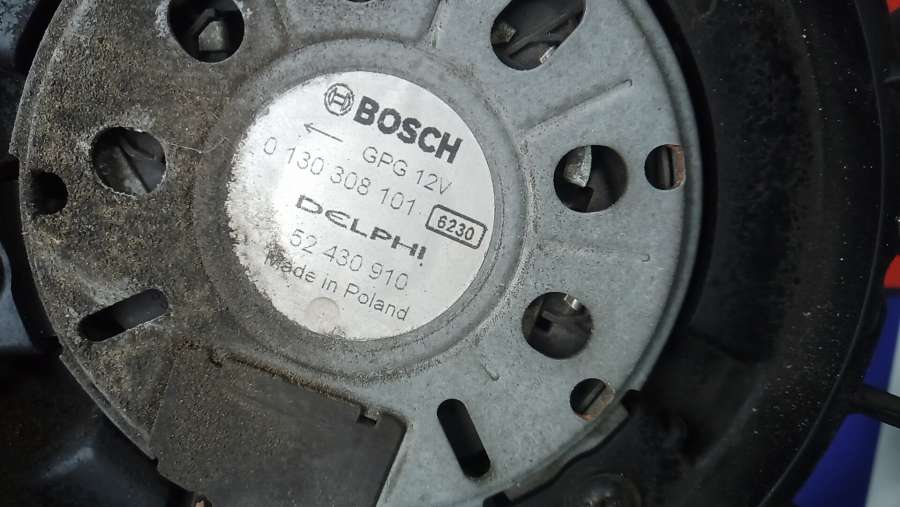 BOSCH
← GPG 12V
0 130 308 101
6230
DELPHI
52 430 910
Made in Poland